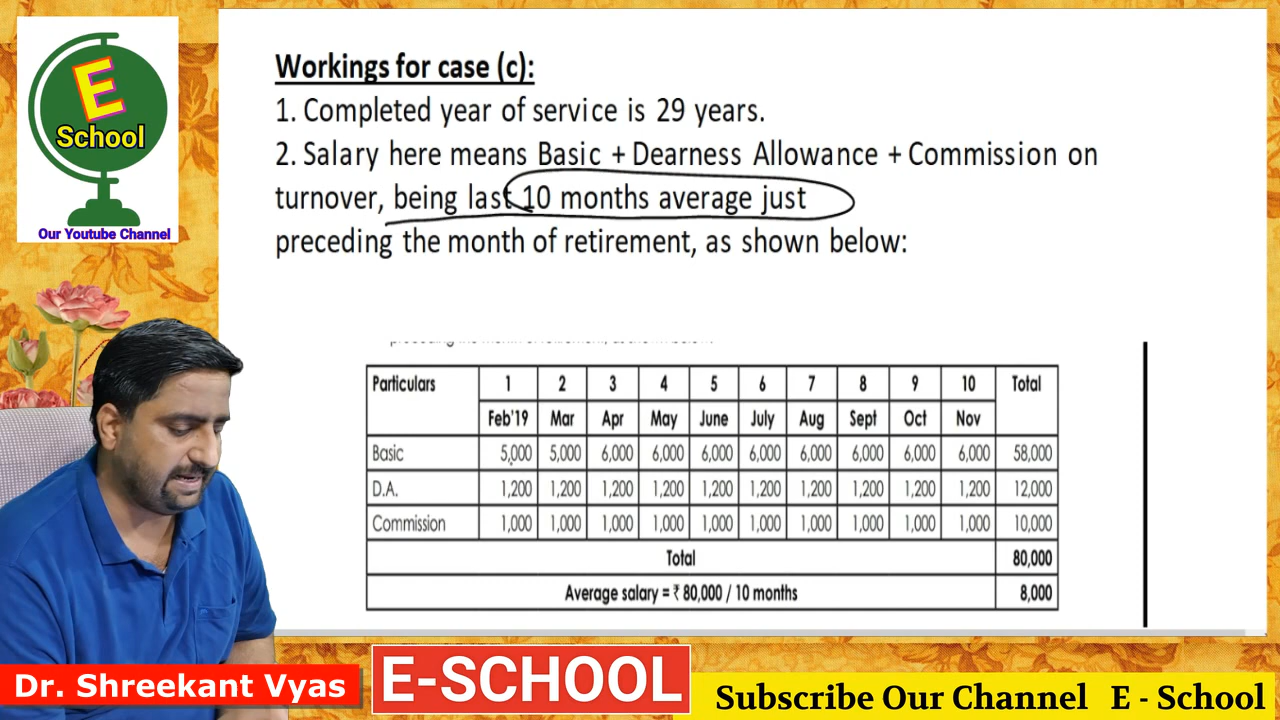 E
School
Our Youtube Channel
Workings for case (c):
1. Completed year of service is 29 years.
2. Salary here means Basic + Dearness Allowance + Commission on
turnover, being last 10 months average just
preceding the month of retirement, as shown below:
Particulars 1 2 3 4 5 6 7 8 9 10 Total
Feb'19 Mar Apr May June July Aug Sept Oct Nov
Basic 5,000 5,000 6,000 6,000 6,000 6,000 6,000 6,000 6,000 6,000 58,000
D.A. 1,200 1,200 1,200 1,200 1,200 1,200 1,200 1,200 1,200 1,200 12,000
Commission 1,000 1,000 1,000 1,000 1,000 1,000 1,000 1,000 1,000 1,000 10,000
Total 80,000
Average salary = ₹ 80,000 / 10 months 8,000
Dr. Shreekant Vyas
E-SCHOOL
Subscribe Our Channel E - School